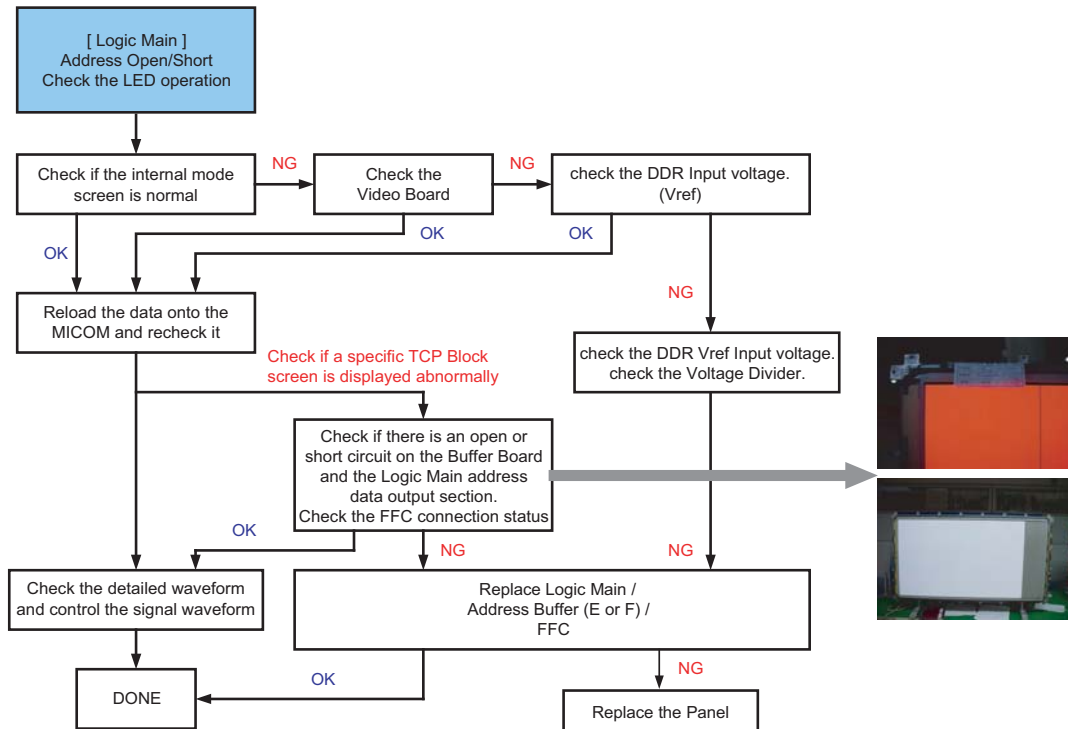 [ Logic Main ]
Address Open/Short
Check the LED operation
Check if the internal mode
screen is normal
NG
Check the
Video Board
NG
check the DDR Input voltage.
(Vref)
OK
OK
OK
NG
Reload the data onto the
MICOM and recheck it
Check if a specific TCP Block
screen is displayed abnormally
check the DDR Vref Input voltage.
check the Voltage Divider.
Check if there is an open or
short circuit on the Buffer Board
and the Logic Main address
data output section.
Check the FFC connection status
OK
NG
NG
Check the detailed waveform
and control the signal waveform
Replace Logic Main /
Address Buffer (E or F) /
FFC
OK
NG
DONE
Replace the Panel